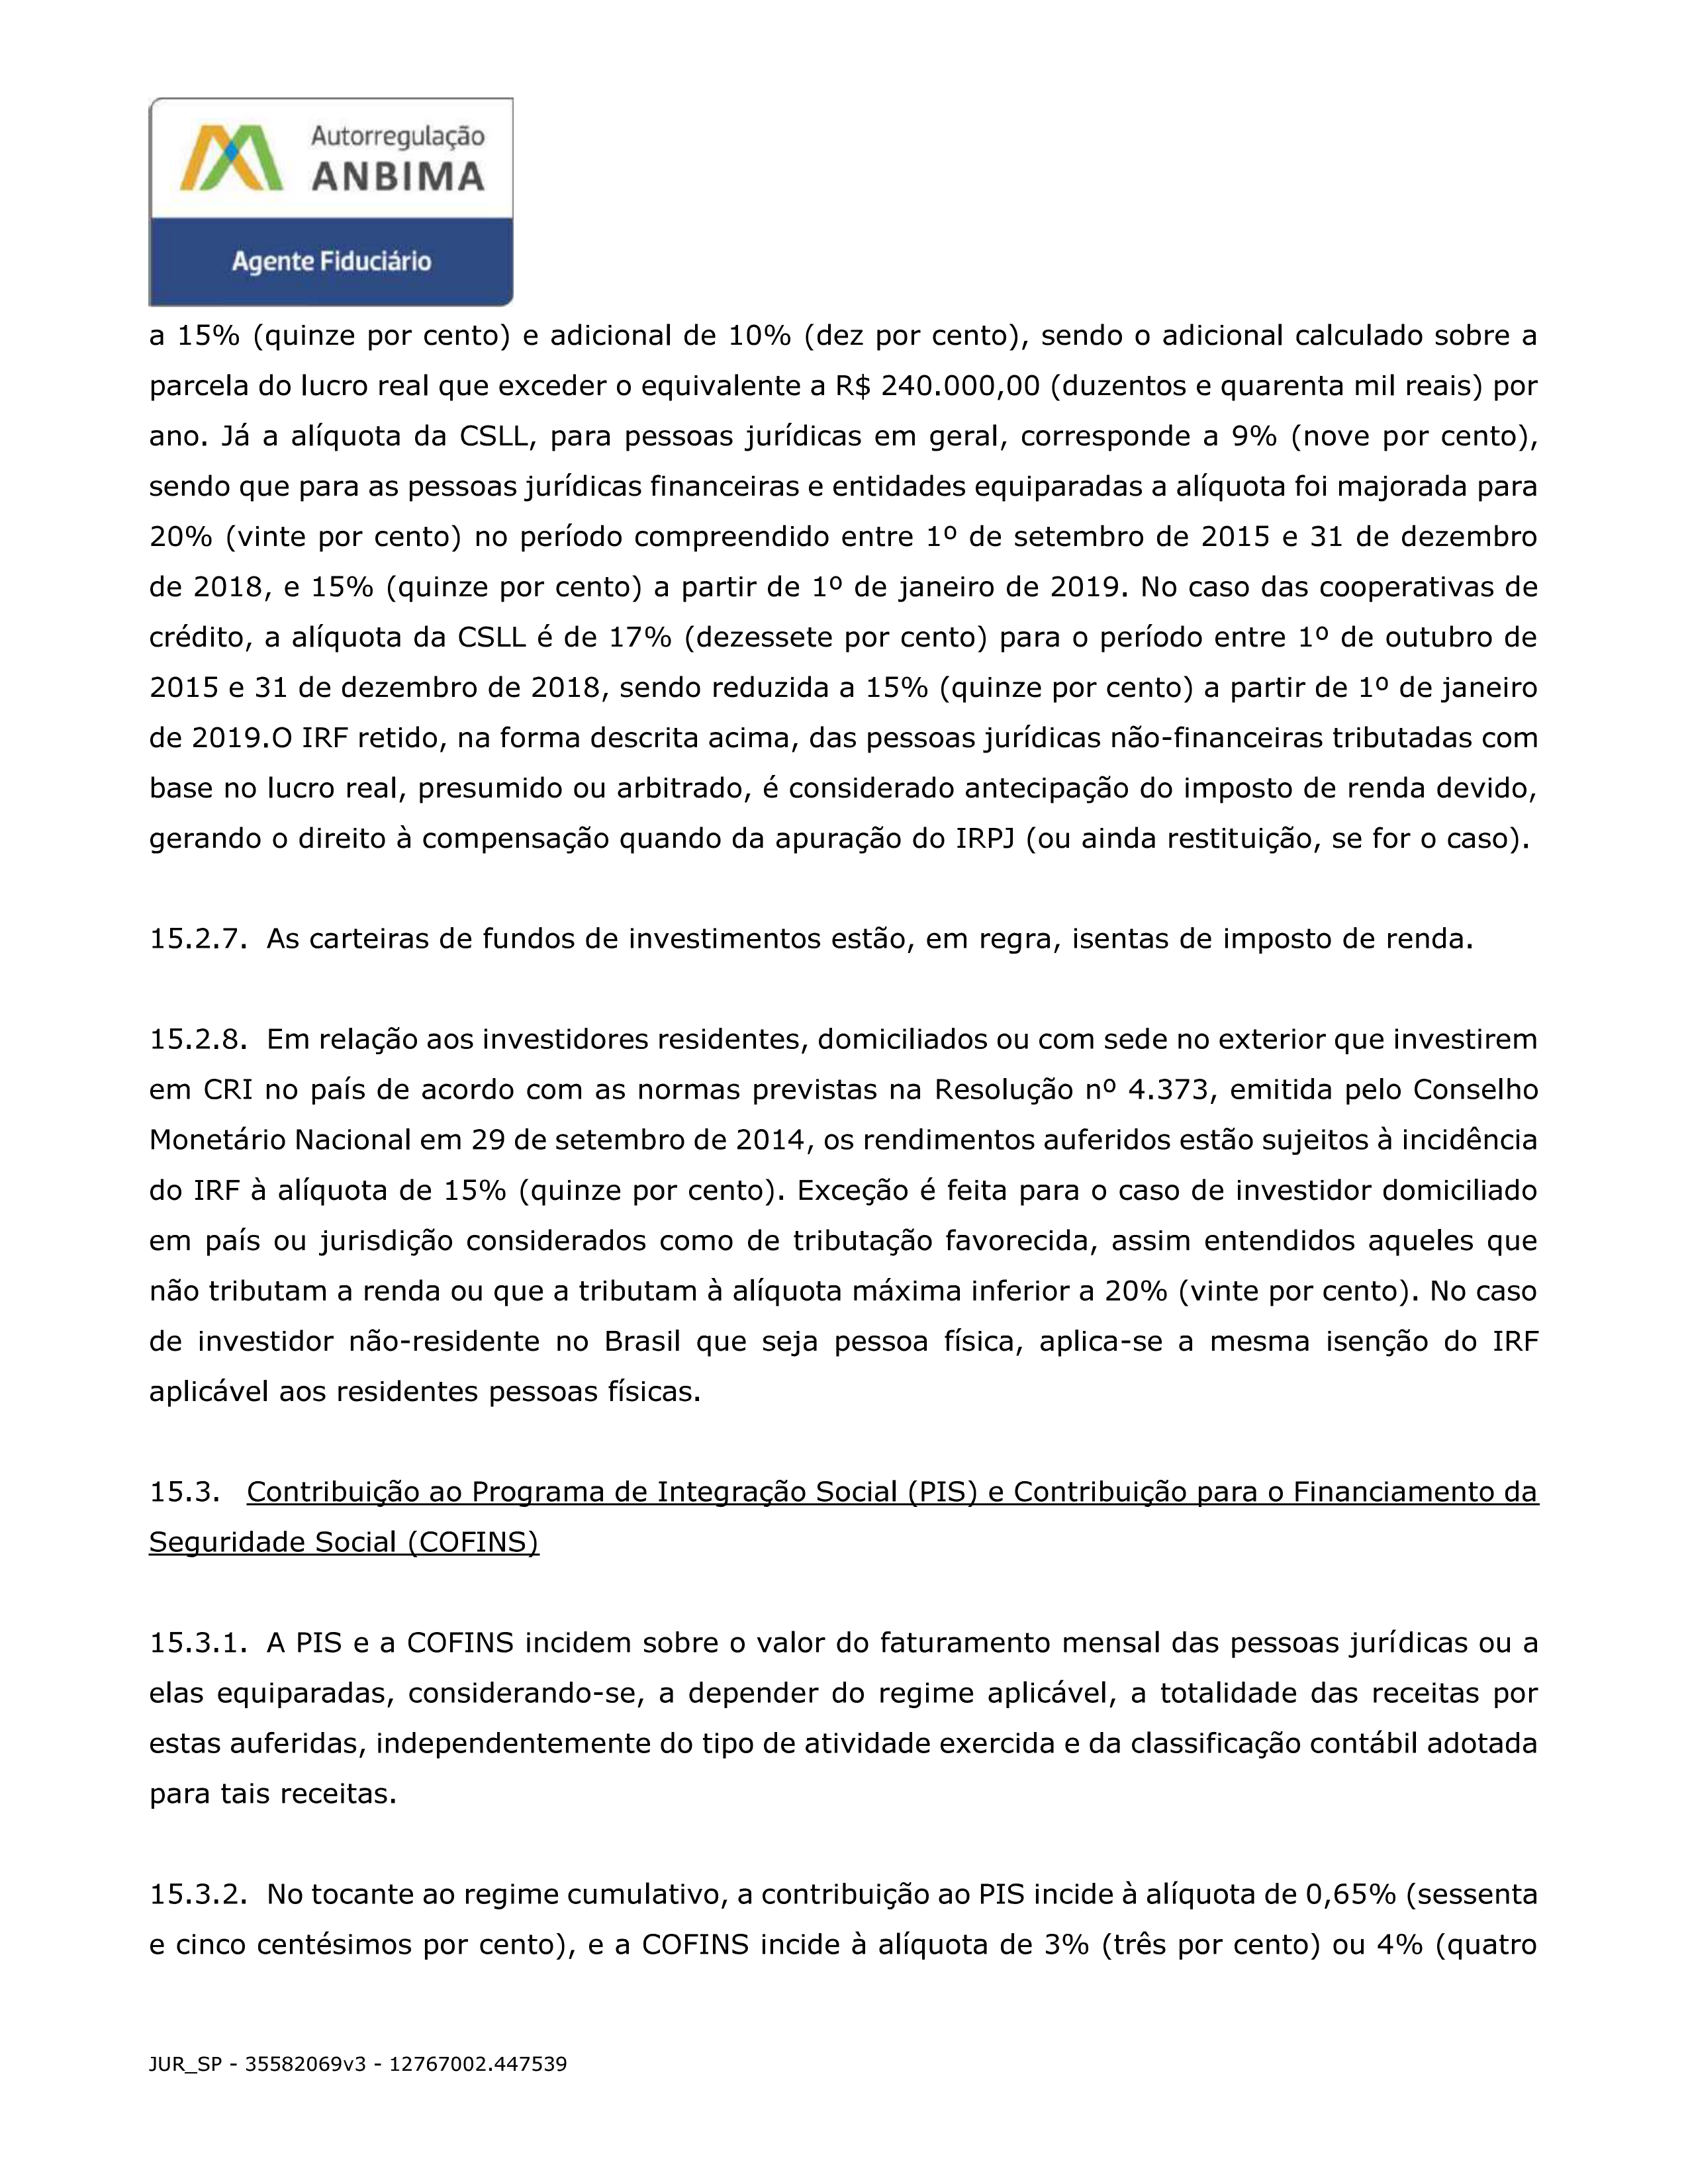 Autorregulação
ANBIMA
Agente Fiduciário
a 15% (quinze por cento) e adicional de 10% (dez por cento), sendo o adicional calculado sobre a
parcela do lucro real que exceder o equivalente a R$ 240.000,00 (duzentos e quarenta mil reais) por
ano. Já a alíquota da CSLL, para pessoas jurídicas em geral, corresponde a 9% (nove por cento),
sendo que para as pessoas jurídicas financeiras e entidades equiparadas a alíquota foi majorada para
20% (vinte por cento) no período compreendido entre 1º de setembro de 2015 e 31 de dezembro
de 2018, e 15% (quinze por cento) a partir de 1º de janeiro de 2019. No caso das cooperativas de
crédito, a alíquota da CSLL é de 17% (dezessete por cento) para o período entre 1º de outubro de
2015 e 31 de dezembro de 2018, sendo reduzida a 15% (quinze por cento) a partir de 1º de janeiro
de 2019.O IRF retido, na forma descrita acima, das pessoas jurídicas não-financeiras tributadas com
base no lucro real, presumido ou arbitrado, é considerado antecipação do imposto de renda devido,
gerando o direito à compensação quando da apuração do IRPJ (ou ainda restituição, se for o caso).
15.2.7. As carteiras de fundos de investimentos estão, em regra, isentas de imposto de renda.
15.2.8. Em relação aos investidores residentes, domiciliados ou com sede no exterior que investirem
em CRI no país de acordo com as normas previstas na Resolução nº 4.373, emitida pelo Conselho
Monetário Nacional em 29 de setembro de 2014, os rendimentos auferidos estão sujeitos à incidência
do IRF à alíquota de 15% (quinze por cento). Exceção é feita para o caso de investidor domiciliado
em país ou jurisdição considerados como de tributação favorecida, assim entendidos aqueles que
não tributam a renda ou que a tributam à alíquota máxima inferior a 20% (vinte por cento). No caso
de investidor não-residente no Brasil que seja pessoa física, aplica-se a mesma isenção do IRF
aplicável aos residentes pessoas físicas.
15.3. Contribuição ao Programa de Integração Social (PIS) e Contribuição para o Financiamento da
Seguridade Social (COFINS)
15.3.1. A PIS e a COFINS incidem sobre o valor do faturamento mensal das pessoas jurídicas ou a
elas equiparadas, considerando-se, a depender do regime aplicável, a totalidade das receitas por
estas auferidas, independentemente do tipo de atividade exercida e da classificação contábil adotada
para tais receitas.
15.3.2. No tocante ao regime cumulativo, a contribuição ao PIS incide à alíquota de 0,65% (sessenta
e cinco centésimos por cento), e a COFINS incide à alíquota de 3% (três por cento) ou 4% (quatro
JUR_SP - 35582069v3 - 12767002.447539